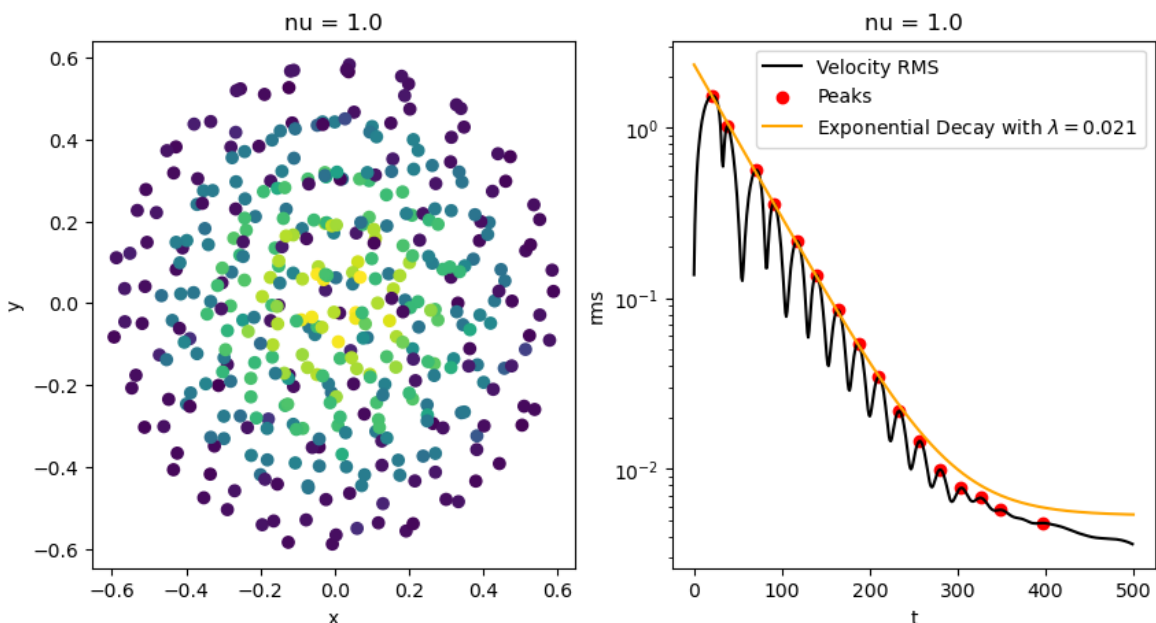 nu = 1.0
0.6
0.4
0.2
0.0
−0.2
−0.4
−0.6
y
−0.6 −0.4 −0.2 0.0 0.2 0.4 0.6
x
nu = 1.0
Velocity RMS
Peaks
Exponential Decay with λ = 0.021
10⁰
10⁻¹
10⁻²
rms
0 100 200 300 400 500
t